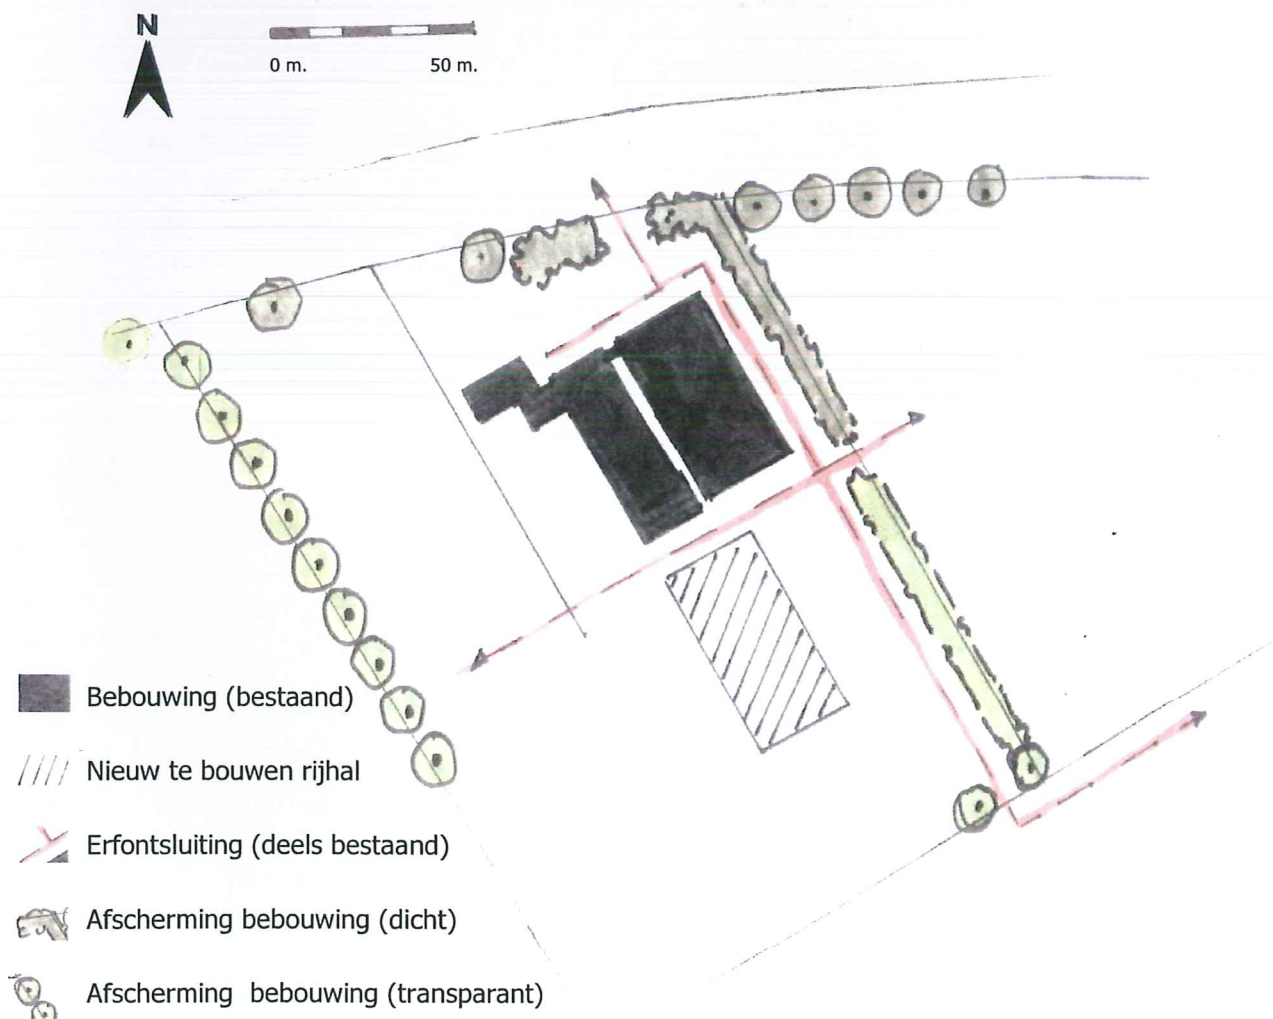 N
0 m. 50 m.
Bebouwing (bestaand)
Nieuw te bouwen rijhal
Erfontsluiting (deels bestaand)
Afscherming bebouwing (dicht)
Afscherming bebouwing (transparant)